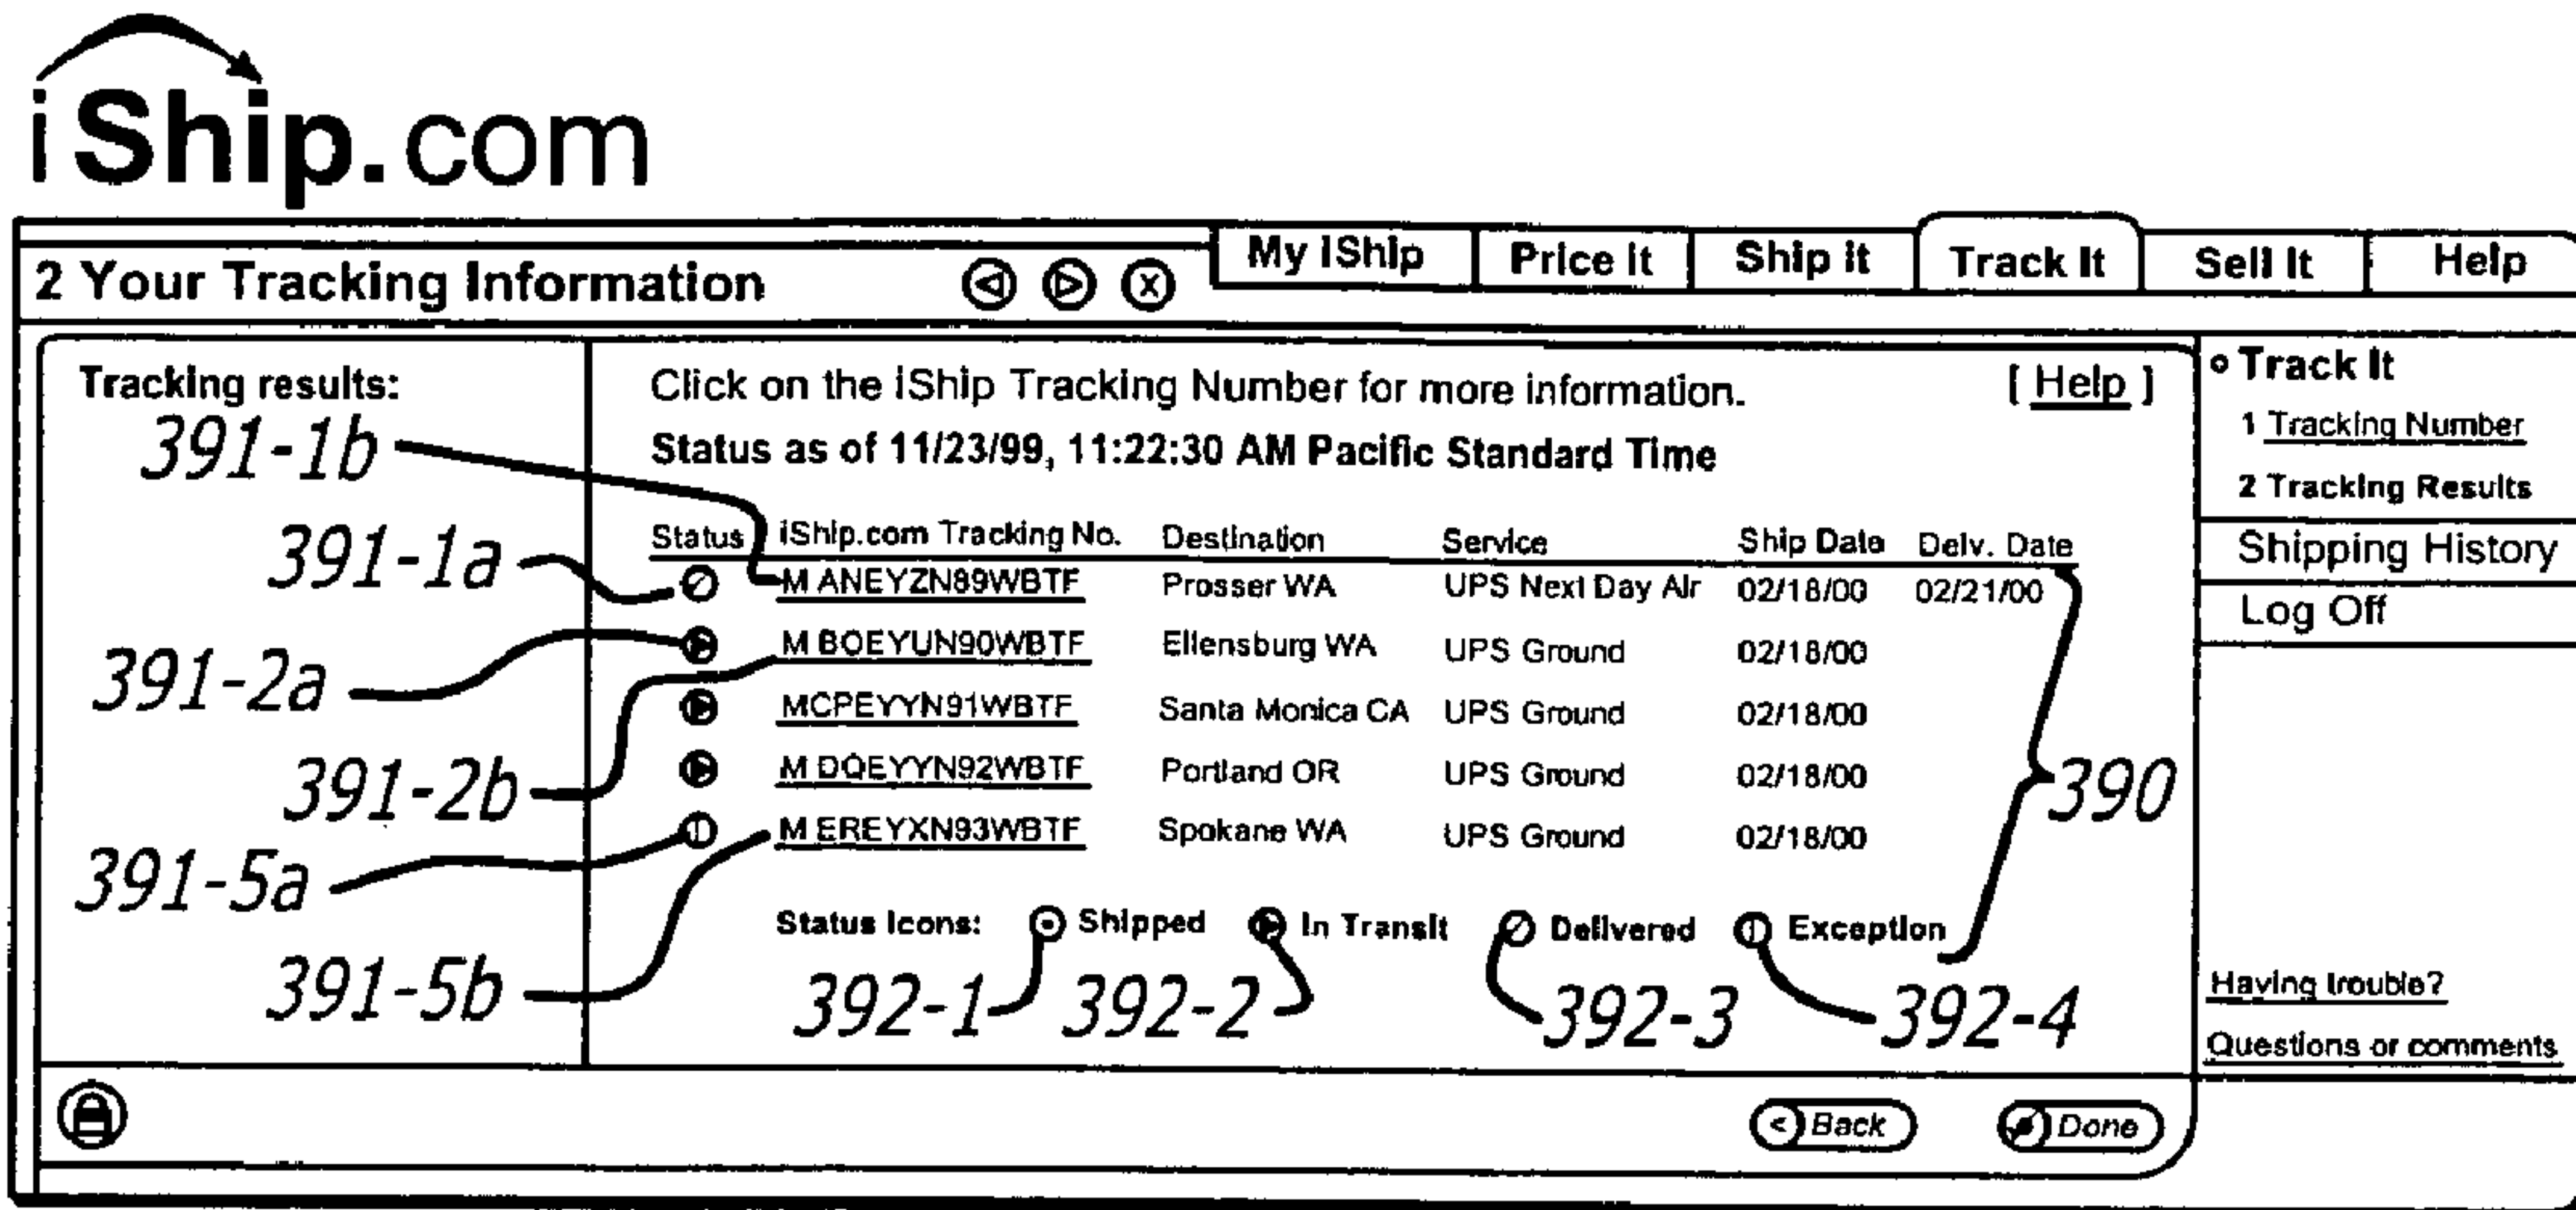 iShip.com
My iShip Price It Ship It Track It Sell It Help
2 Your Tracking Information
Tracking results:
Click on the iShip Tracking Number for more information. [ Help ]
Status as of 11/23/99, 11:22:30 AM Pacific Standard Time
Status iShip.com Tracking No. Destination Service Ship Date Delv. Date
M ANEYZN89WBTF Prosser WA UPS Next Day Air 02/18/00 02/21/00
M BOEYUN90WBTF Ellensburg WA UPS Ground 02/18/00
MCPEYYN91WBTF Santa Monica CA UPS Ground 02/18/00
M DQEYYN92WBTF Portland OR UPS Ground 02/18/00
M EREYXN93WBTF Spokane WA UPS Ground 02/18/00
Status Icons: Shipped In Transit Delivered Exception
391-1b
391-1a
391-2a
391-2b
391-5a
391-5b
390
392-1 392-2 392-3 392-4
Track It
1 Tracking Number
2 Tracking Results
Shipping History
Log Off
Having trouble?
Questions or comments
< Back Done